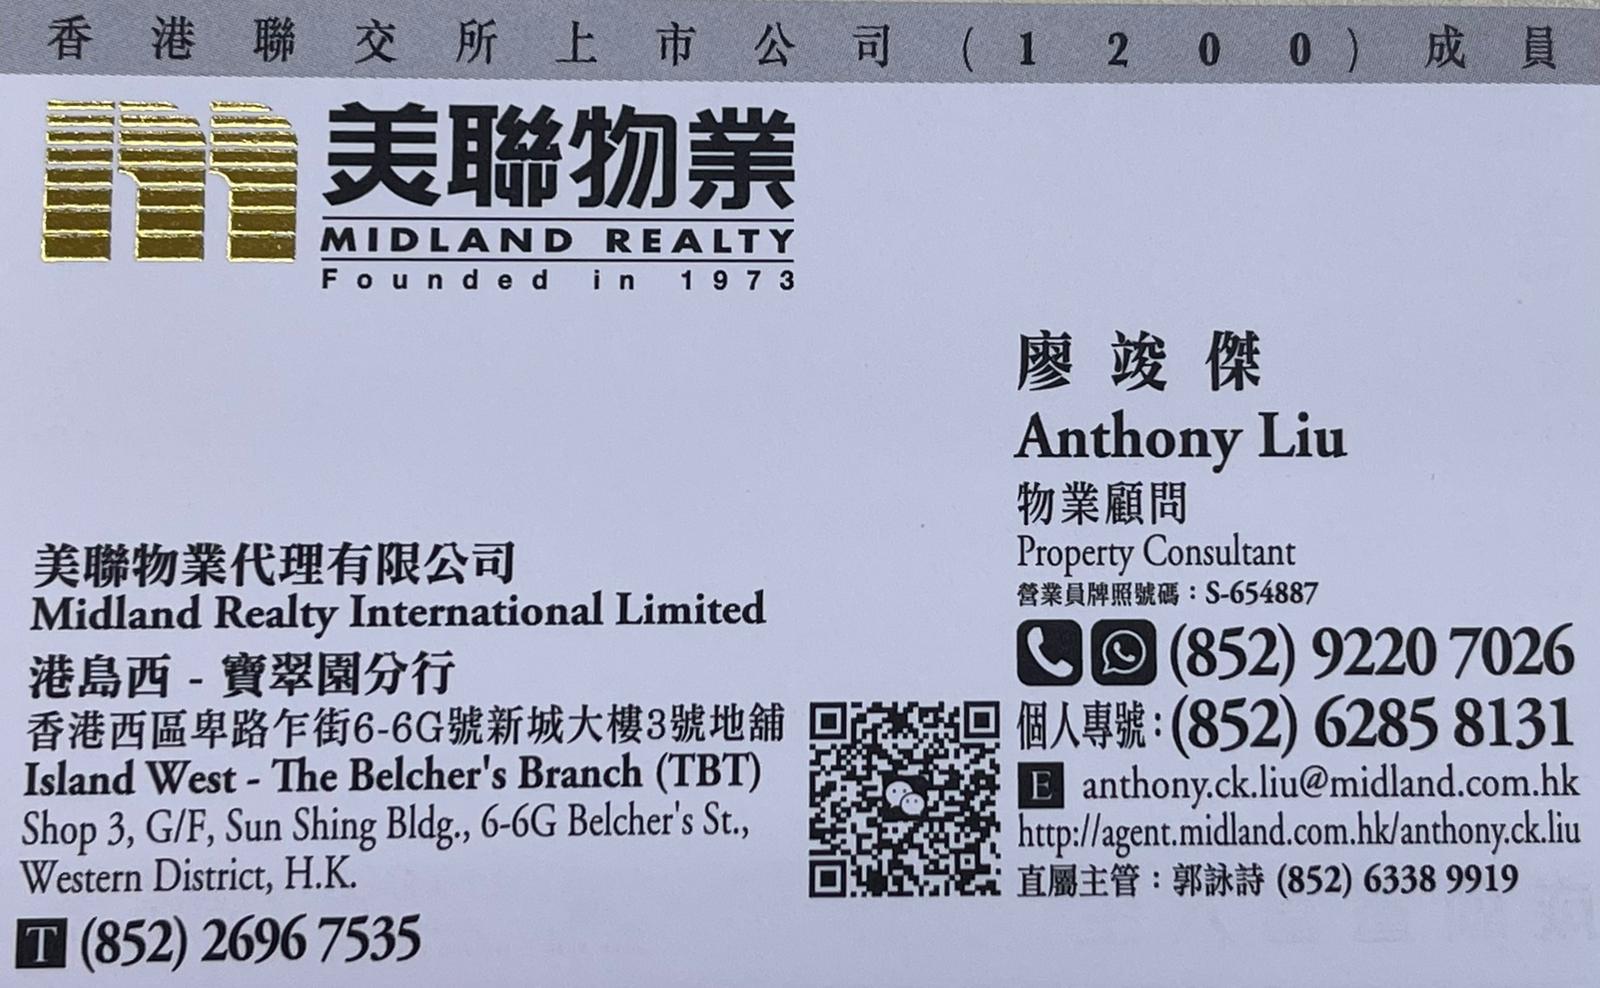 香港聯交所上市公司(1200)成員
美聯物業
MIDLAND REALTY
Founded in 1973
廖竣傑
Anthony Liu
物業顧問
Property Consultant
營業員牌照號碼：S-654887
(852) 9220 7026
個人專號：(852) 6285 8131
E anthony.ck.liu@midland.com.hk
http://agent.midland.com.hk/anthony.ck.liu
直屬主管：郭詠詩 (852) 6338 9919
美聯物業代理有限公司
Midland Realty International Limited
港島西 - 寶翠園分行
香港西區卑路乍街6-6G號新城大樓3號地舖
Island West - The Belcher's Branch (TBT)
Shop 3, G/F, Sun Shing Bldg., 6-6G Belcher's St.,
Western District, H.K.
T (852) 2696 7535